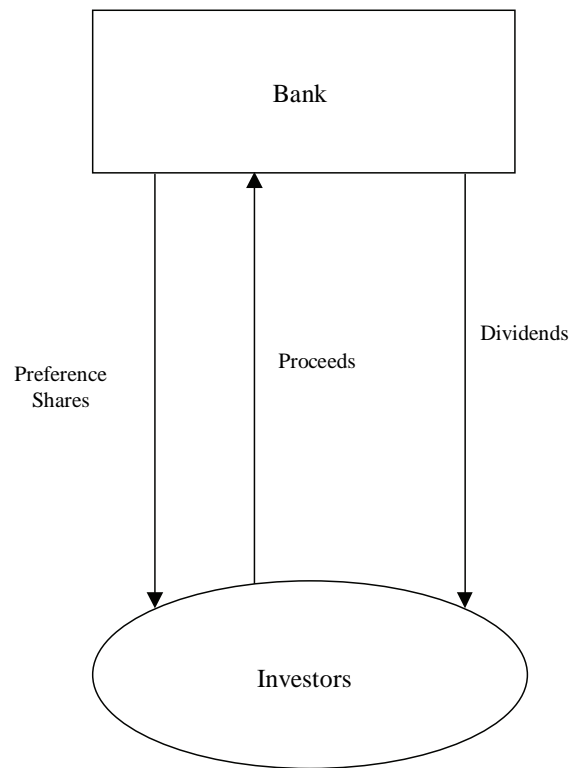 Bank
Dividends
Proceeds
Preference
Shares
Investors